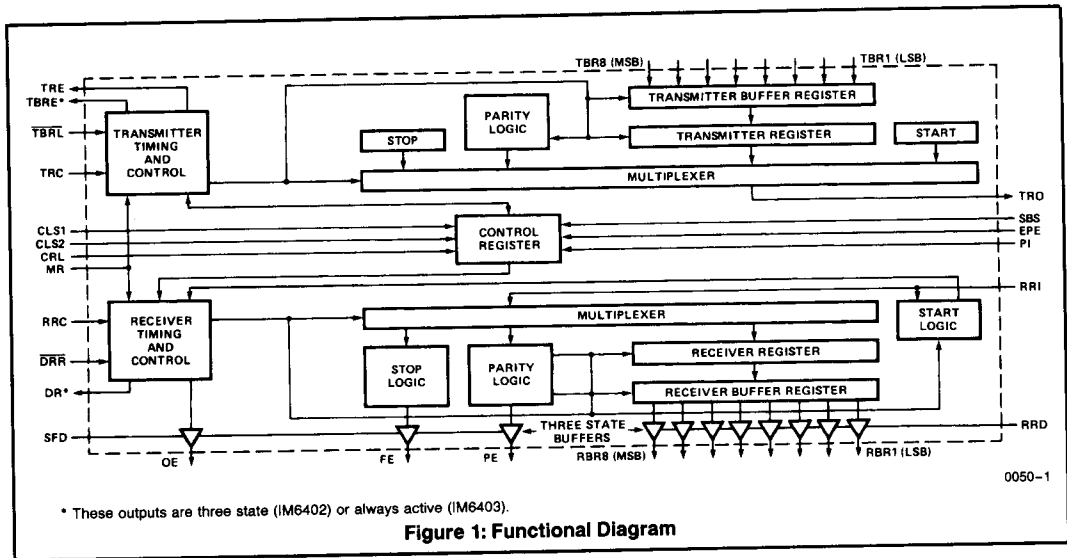 TBR8 (MSB) TBR1 (LSB)
TRE
TBRE*
TRANSMITTER BUFFER REGISTER
TBRL
TRANSMITTER
TIMING
AND
CONTROL
PARITY
LOGIC
STOP
TRANSMITTER REGISTER
START
TRC
MULTIPLEXER
TRO
CLS1
CLS2
CRL
MR
CONTROL
REGISTER
SBS
EPE
PI
RRI
RRC
RECEIVER
TIMING
AND
CONTROL
MULTIPLEXER
START
LOGIC
DRR
STOP
LOGIC
PARITY
LOGIC
RECEIVER REGISTER
RECEIVER BUFFER REGISTER
DR*
SFD
THREE STATE
BUFFERS
RRD
OE
FE
PE
RBR8 (MSB)
RBR1 (LSB)
0050-1
* These outputs are three state (IM6402) or always active (IM6403).
Figure 1: Functional Diagram